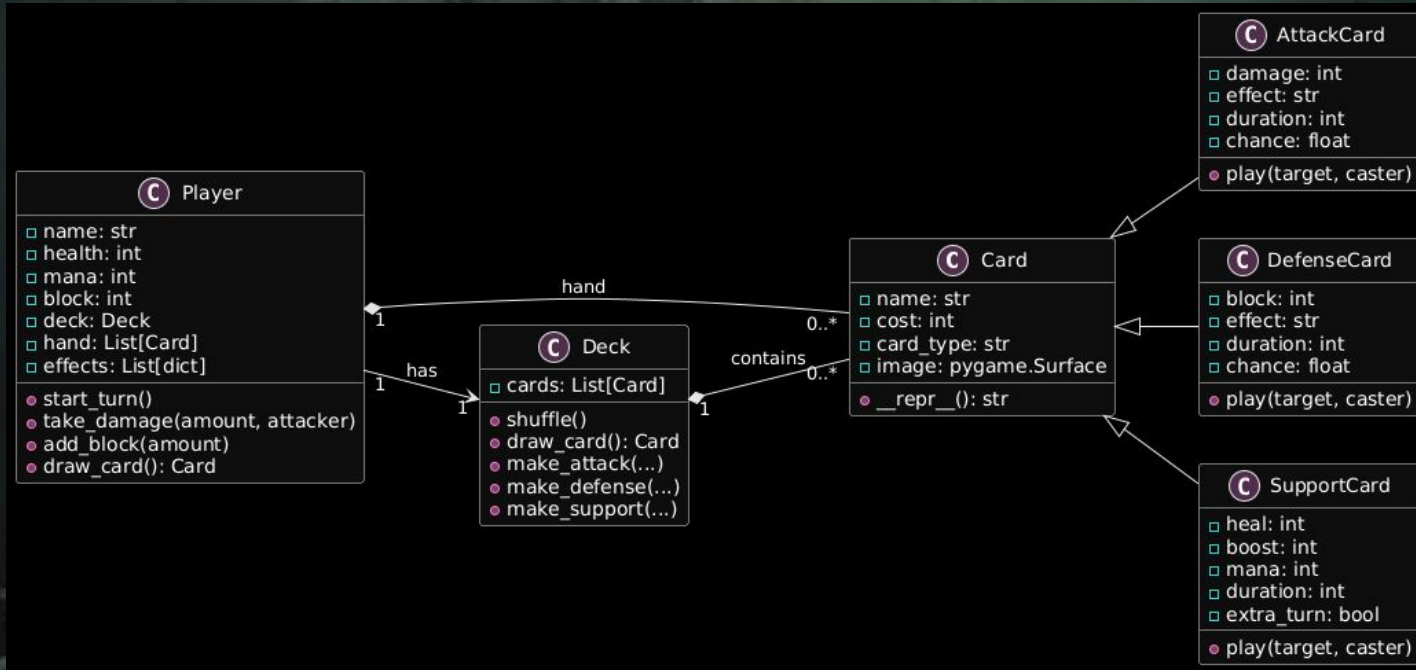 C Player
name: str
health: int
mana: int
block: int
deck: Deck
hand: List[Card]
effects: List[dict]
start_turn()
take_damage(amount, attacker)
add_block(amount)
draw_card(): Card
hand
1
0..*
has
1
1
C Deck
cards: List[Card]
shuffle()
draw_card(): Card
make_attack(...)
make_defense(...)
make_support(...)
contains
1
0..*
C Card
name: str
cost: int
card_type: str
image: pygame.Surface
__repr__(): str
C AttackCard
damage: int
effect: str
duration: int
chance: float
play(target, caster)
C DefenseCard
block: int
effect: str
duration: int
chance: float
play(target, caster)
C SupportCard
heal: int
boost: int
mana: int
duration: int
extra_turn: bool
play(target, caster)